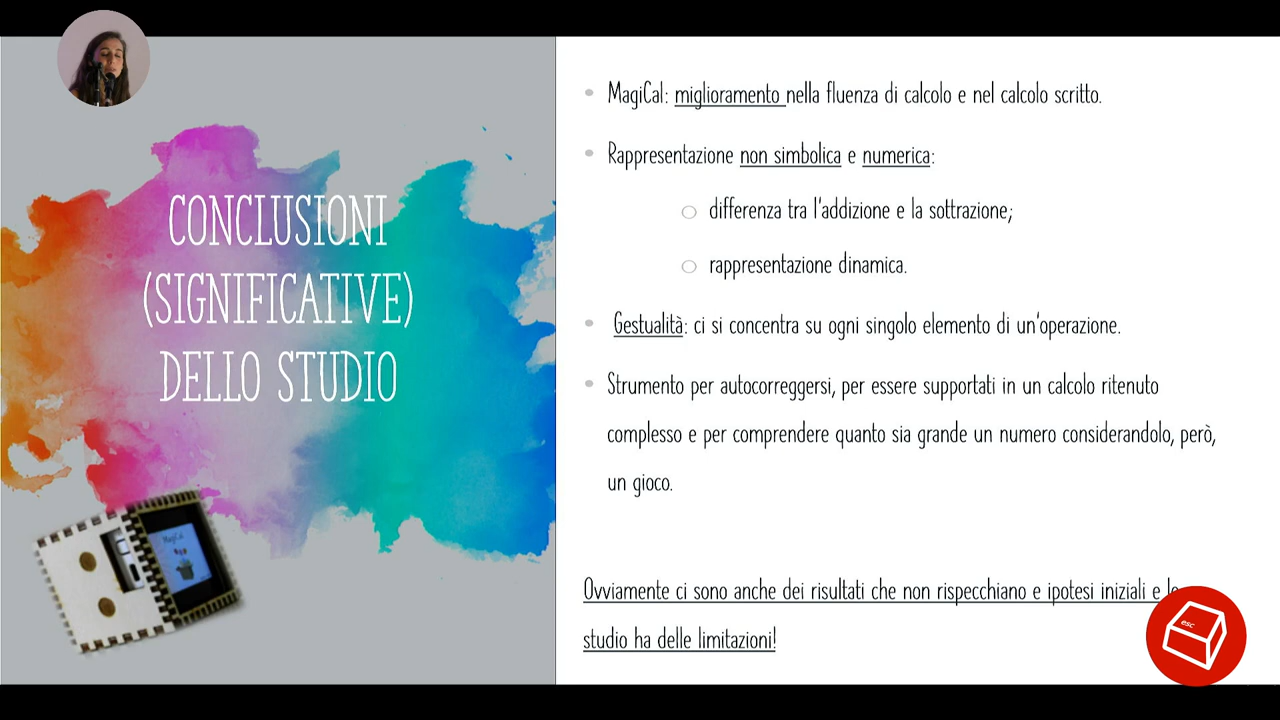 CONCLUSIONI
(SIGNIFICATIVE)
DELLO STUDIO
MagiCal
MagiCal: miglioramento nella fluenza di calcolo e nel calcolo scritto.
Rappresentazione non simbolica e numerica:
differenza tra l'addizione e la sottrazione;
rappresentazione dinamica.
Gestualità: ci si concentra su ogni singolo elemento di un'operazione.
Strumento per autocorreggersi, per essere supportati in un calcolo ritenuto
complesso e per comprendere quanto sia grande un numero considerandolo, però,
un gioco.
Ovviamente ci sono anche dei risultati che non rispecchiano e ipotesi iniziali e lo
studio ha delle limitazioni!
esc